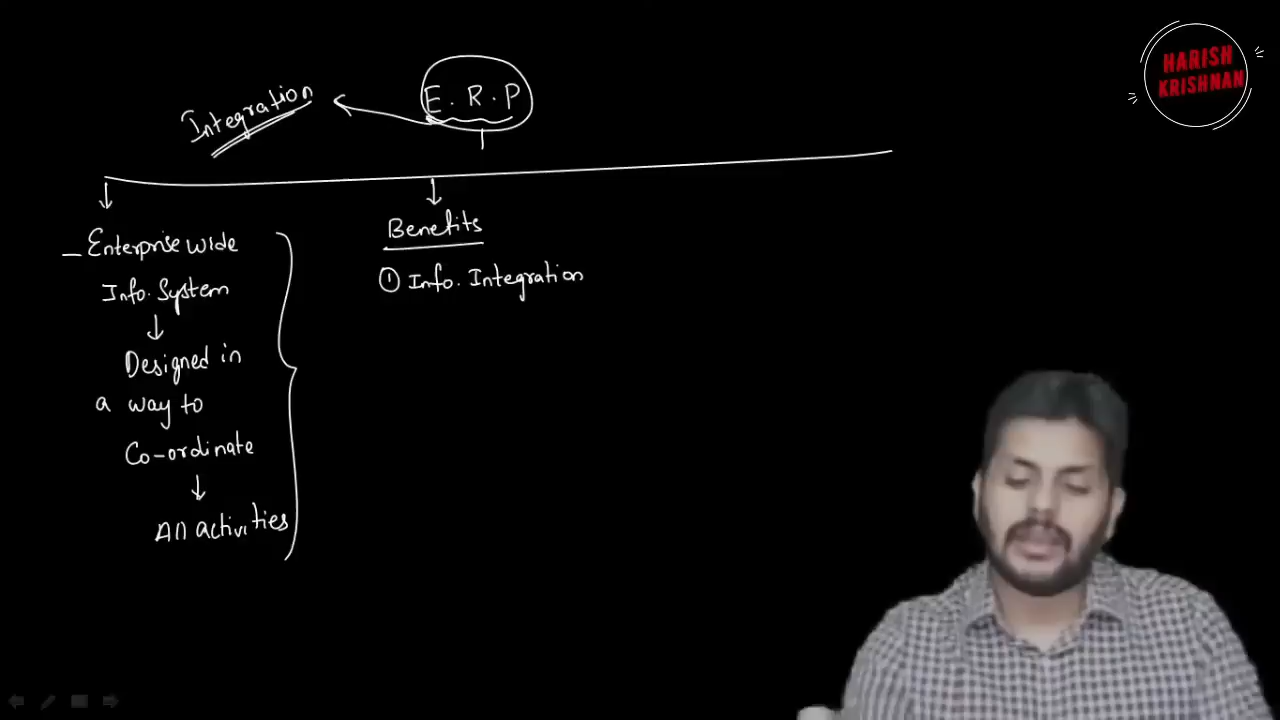 HARISH
KRISHNAN
Integration
E.R.P
Enterprise wide
Info. System
Designed in
a way to
Co-ordinate
All activities
Benefits
① Info. Integration